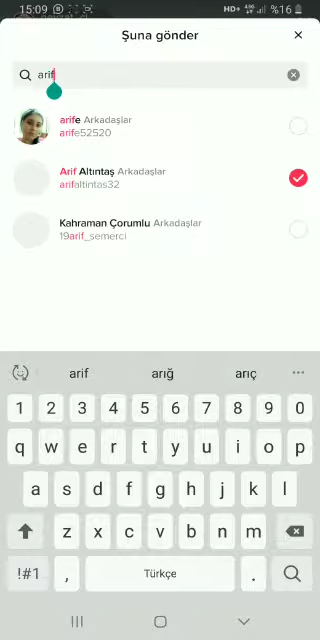 15:09 HD+ %16
Şuna gönder
arif
arife Arkadaşlar
arife52520
Arif Altıntaş Arkadaşlar
arifaltintas32
Kahraman Çorumlu Arkadaşlar
19arif_semerci
arif arığ arıç
1 2 3 4 5 6 7 8 9 0
q w e r t y u i o p
a s d f g h j k l
z x c v b n m
!#1 , Türkçe .